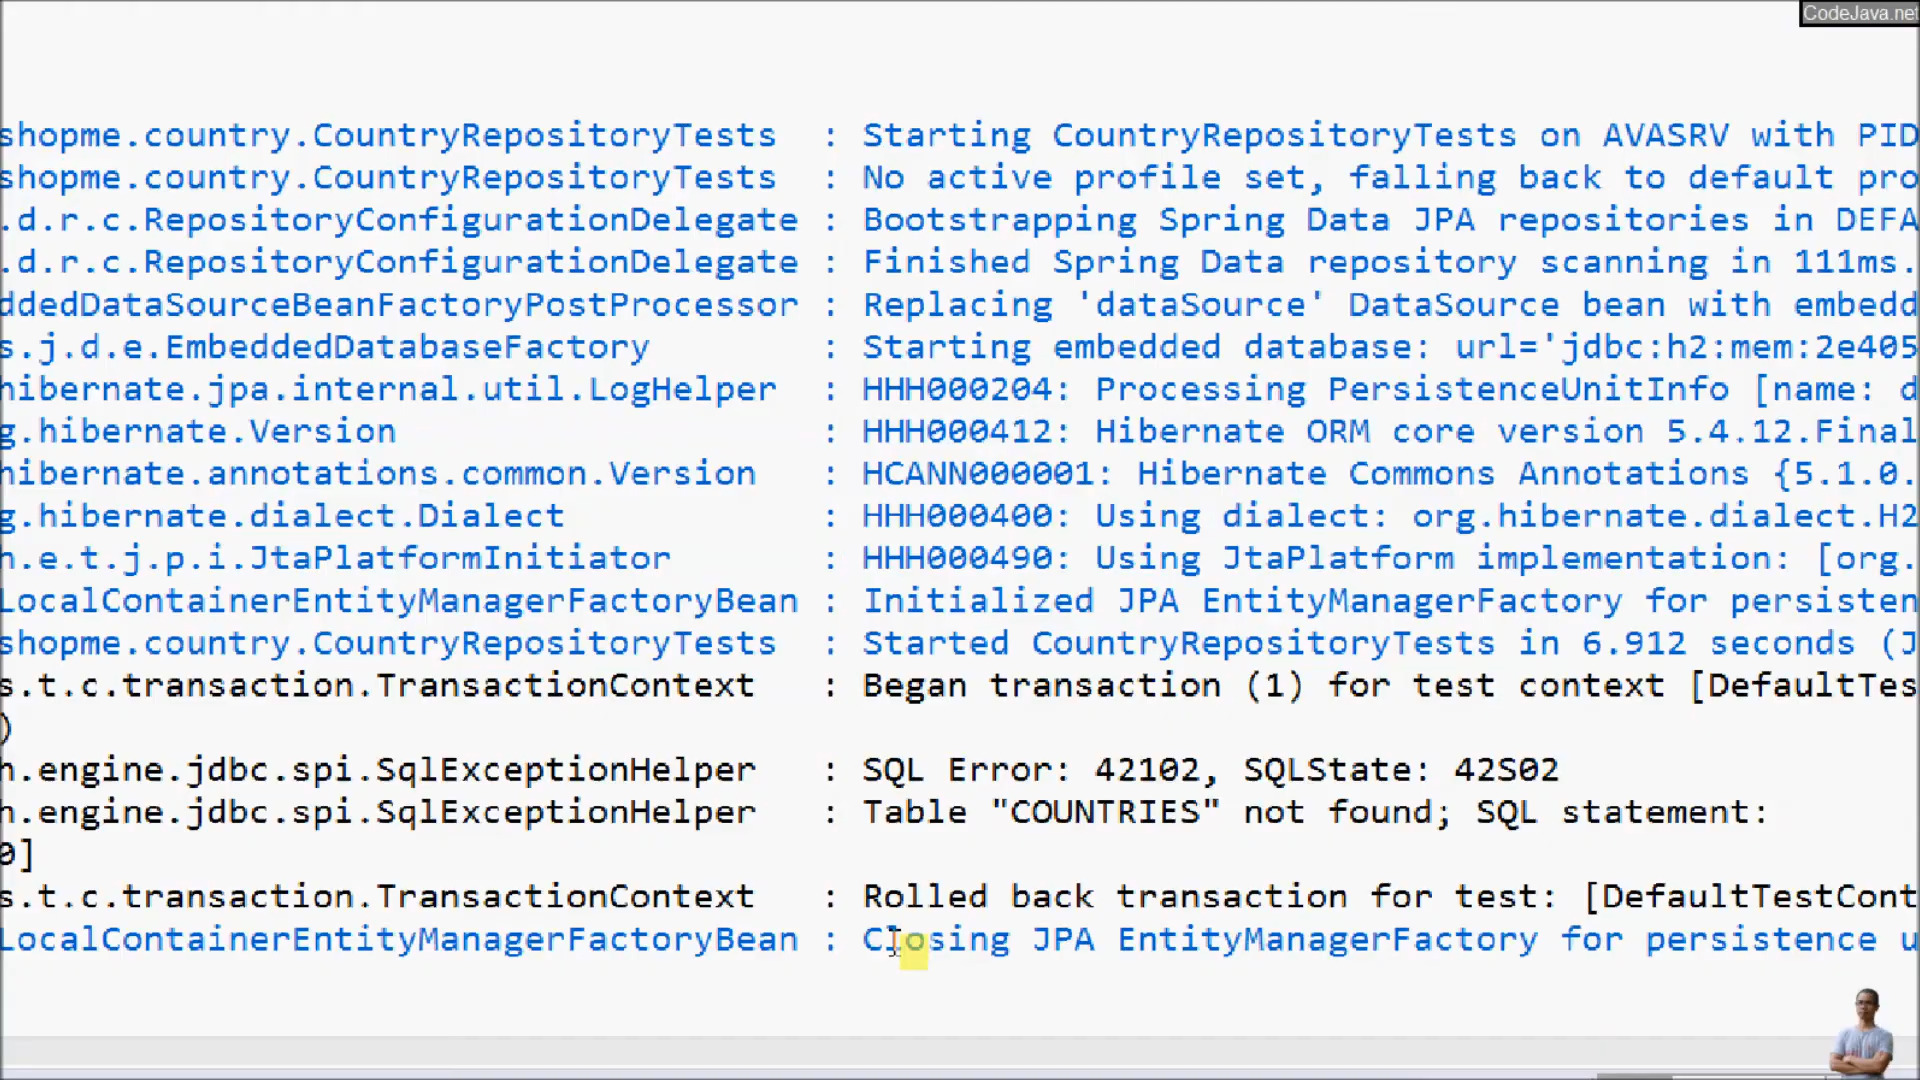 CodeJava.net
shopme.country.CountryRepositoryTests : Starting CountryRepositoryTests on AVASRV with PID
shopme.country.CountryRepositoryTests : No active profile set, falling back to default pro
.d.r.c.RepositoryConfigurationDelegate : Bootstrapping Spring Data JPA repositories in DEFA
.d.r.c.RepositoryConfigurationDelegate : Finished Spring Data repository scanning in 111ms.
ddedDataSourceBeanFactoryPostProcessor : Replacing 'dataSource' DataSource bean with embedd
s.j.d.e.EmbeddedDatabaseFactory : Starting embedded database: url='jdbc:h2:mem:2e405
hibernate.jpa.internal.util.LogHelper : HHH000204: Processing PersistenceUnitInfo [name: d
g.hibernate.Version : HHH000412: Hibernate ORM core version 5.4.12.Final
hibernate.annotations.common.Version : HCANN000001: Hibernate Commons Annotations {5.1.0.
g.hibernate.dialect.Dialect : HHH000400: Using dialect: org.hibernate.dialect.H2
h.e.t.j.p.i.JtaPlatformInitiator : HHH000490: Using JtaPlatform implementation: [org.
LocalContainerEntityManagerFactoryBean : Initialized JPA EntityManagerFactory for persisten
shopme.country.CountryRepositoryTests : Started CountryRepositoryTests in 6.912 seconds (J
s.t.c.transaction.TransactionContext : Began transaction (1) for test context [DefaultTes
)
h.engine.jdbc.spi.SqlExceptionHelper : SQL Error: 42102, SQLState: 42S02
h.engine.jdbc.spi.SqlExceptionHelper : Table "COUNTRIES" not found; SQL statement:
0]
s.t.c.transaction.TransactionContext : Rolled back transaction for test: [DefaultTestCont
LocalContainerEntityManagerFactoryBean : Closing JPA EntityManagerFactory for persistence u